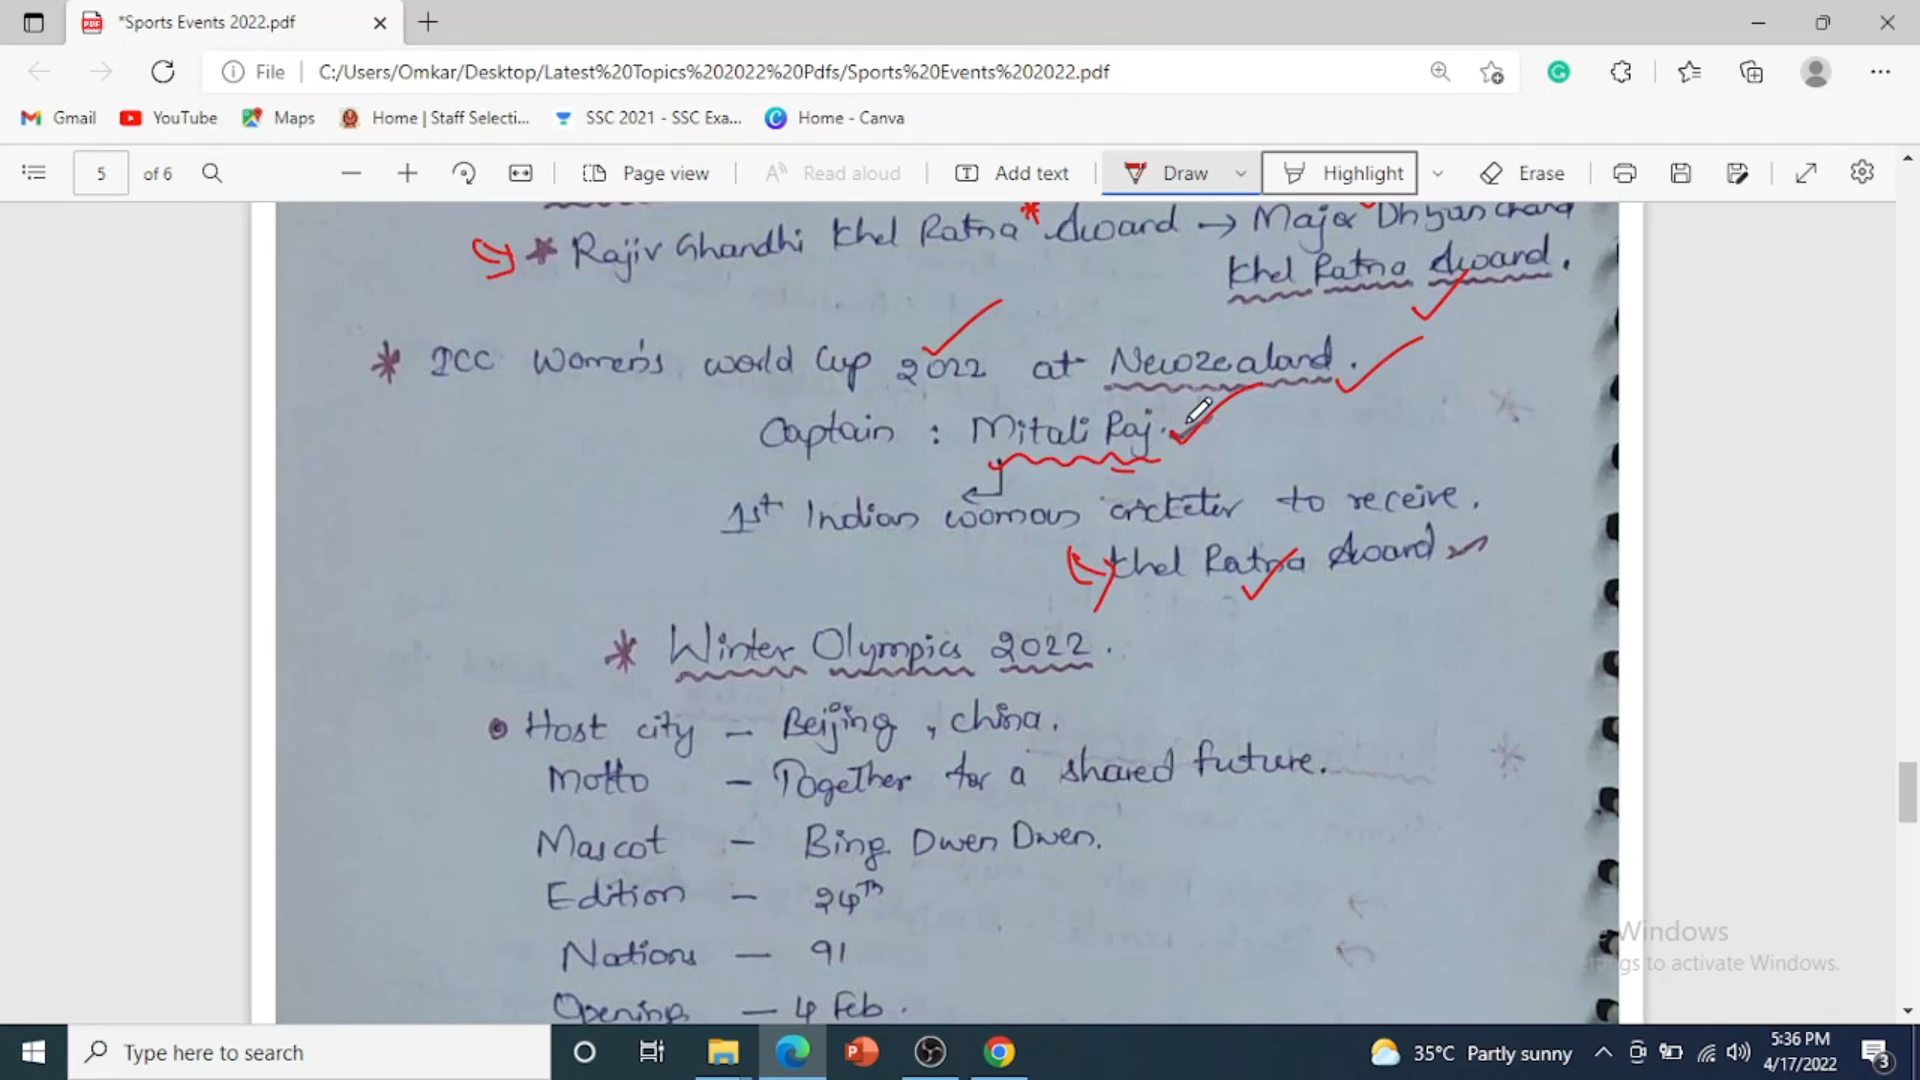 *Sports Events 2022.pdf
File C:/Users/Omkar/Desktop/Latest%20Topics%202022%20Pdfs/Sports%20Events%202022.pdf
Gmail YouTube Maps Home | Staff Selecti... SSC 2021 - SSC Exa... Home - Canva
5 of 6 Page view Read aloud Add text Draw Highlight Erase
* Rajiv Ghandhi Khel Ratna * Award → Major Dhyan Chand
Khel Ratna Award.
* ICC Women's world Cup 2022 at Newzealand.
Captain : Mitali Raj.
1st Indian woman cricketer to receive.
Khel Ratna Award
* Winter Olympics 2022.
• Host city - Beijing, china.
Motto - Together for a shared future.
Mascot - Bing Dwen Dwen.
Edition - 24th
Nations - 91
Opening - 4 Feb.
Windows
ngs to activate Windows.
Type here to search 35°C Partly sunny 5:36 PM
4/17/2022 3